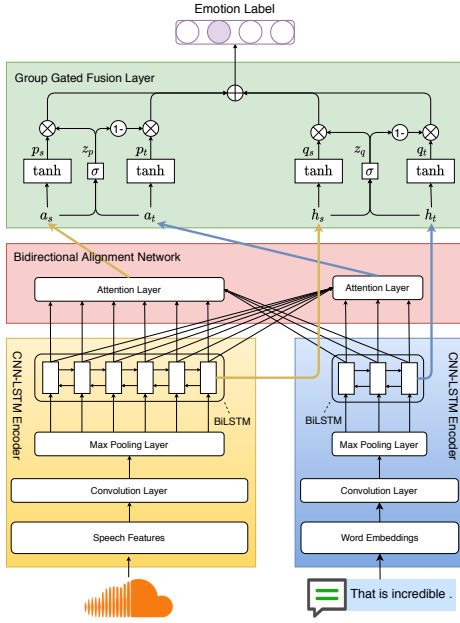 Emotion Label
Group Gated Fusion Layer
1-
1-
p_s z_p p_t q_s z_q q_t
tanh σ tanh tanh σ tanh
a_s a_t h_s h_t
Bidirectional Alignment Network
Attention Layer
Attention Layer
CNN-LSTM Encoder
CNN-LSTM Encoder
BiLSTM
BiLSTM
Max Pooling Layer
Max Pooling Layer
Convolution Layer
Convolution Layer
Speech Features
Word Embeddings
That is incredible .